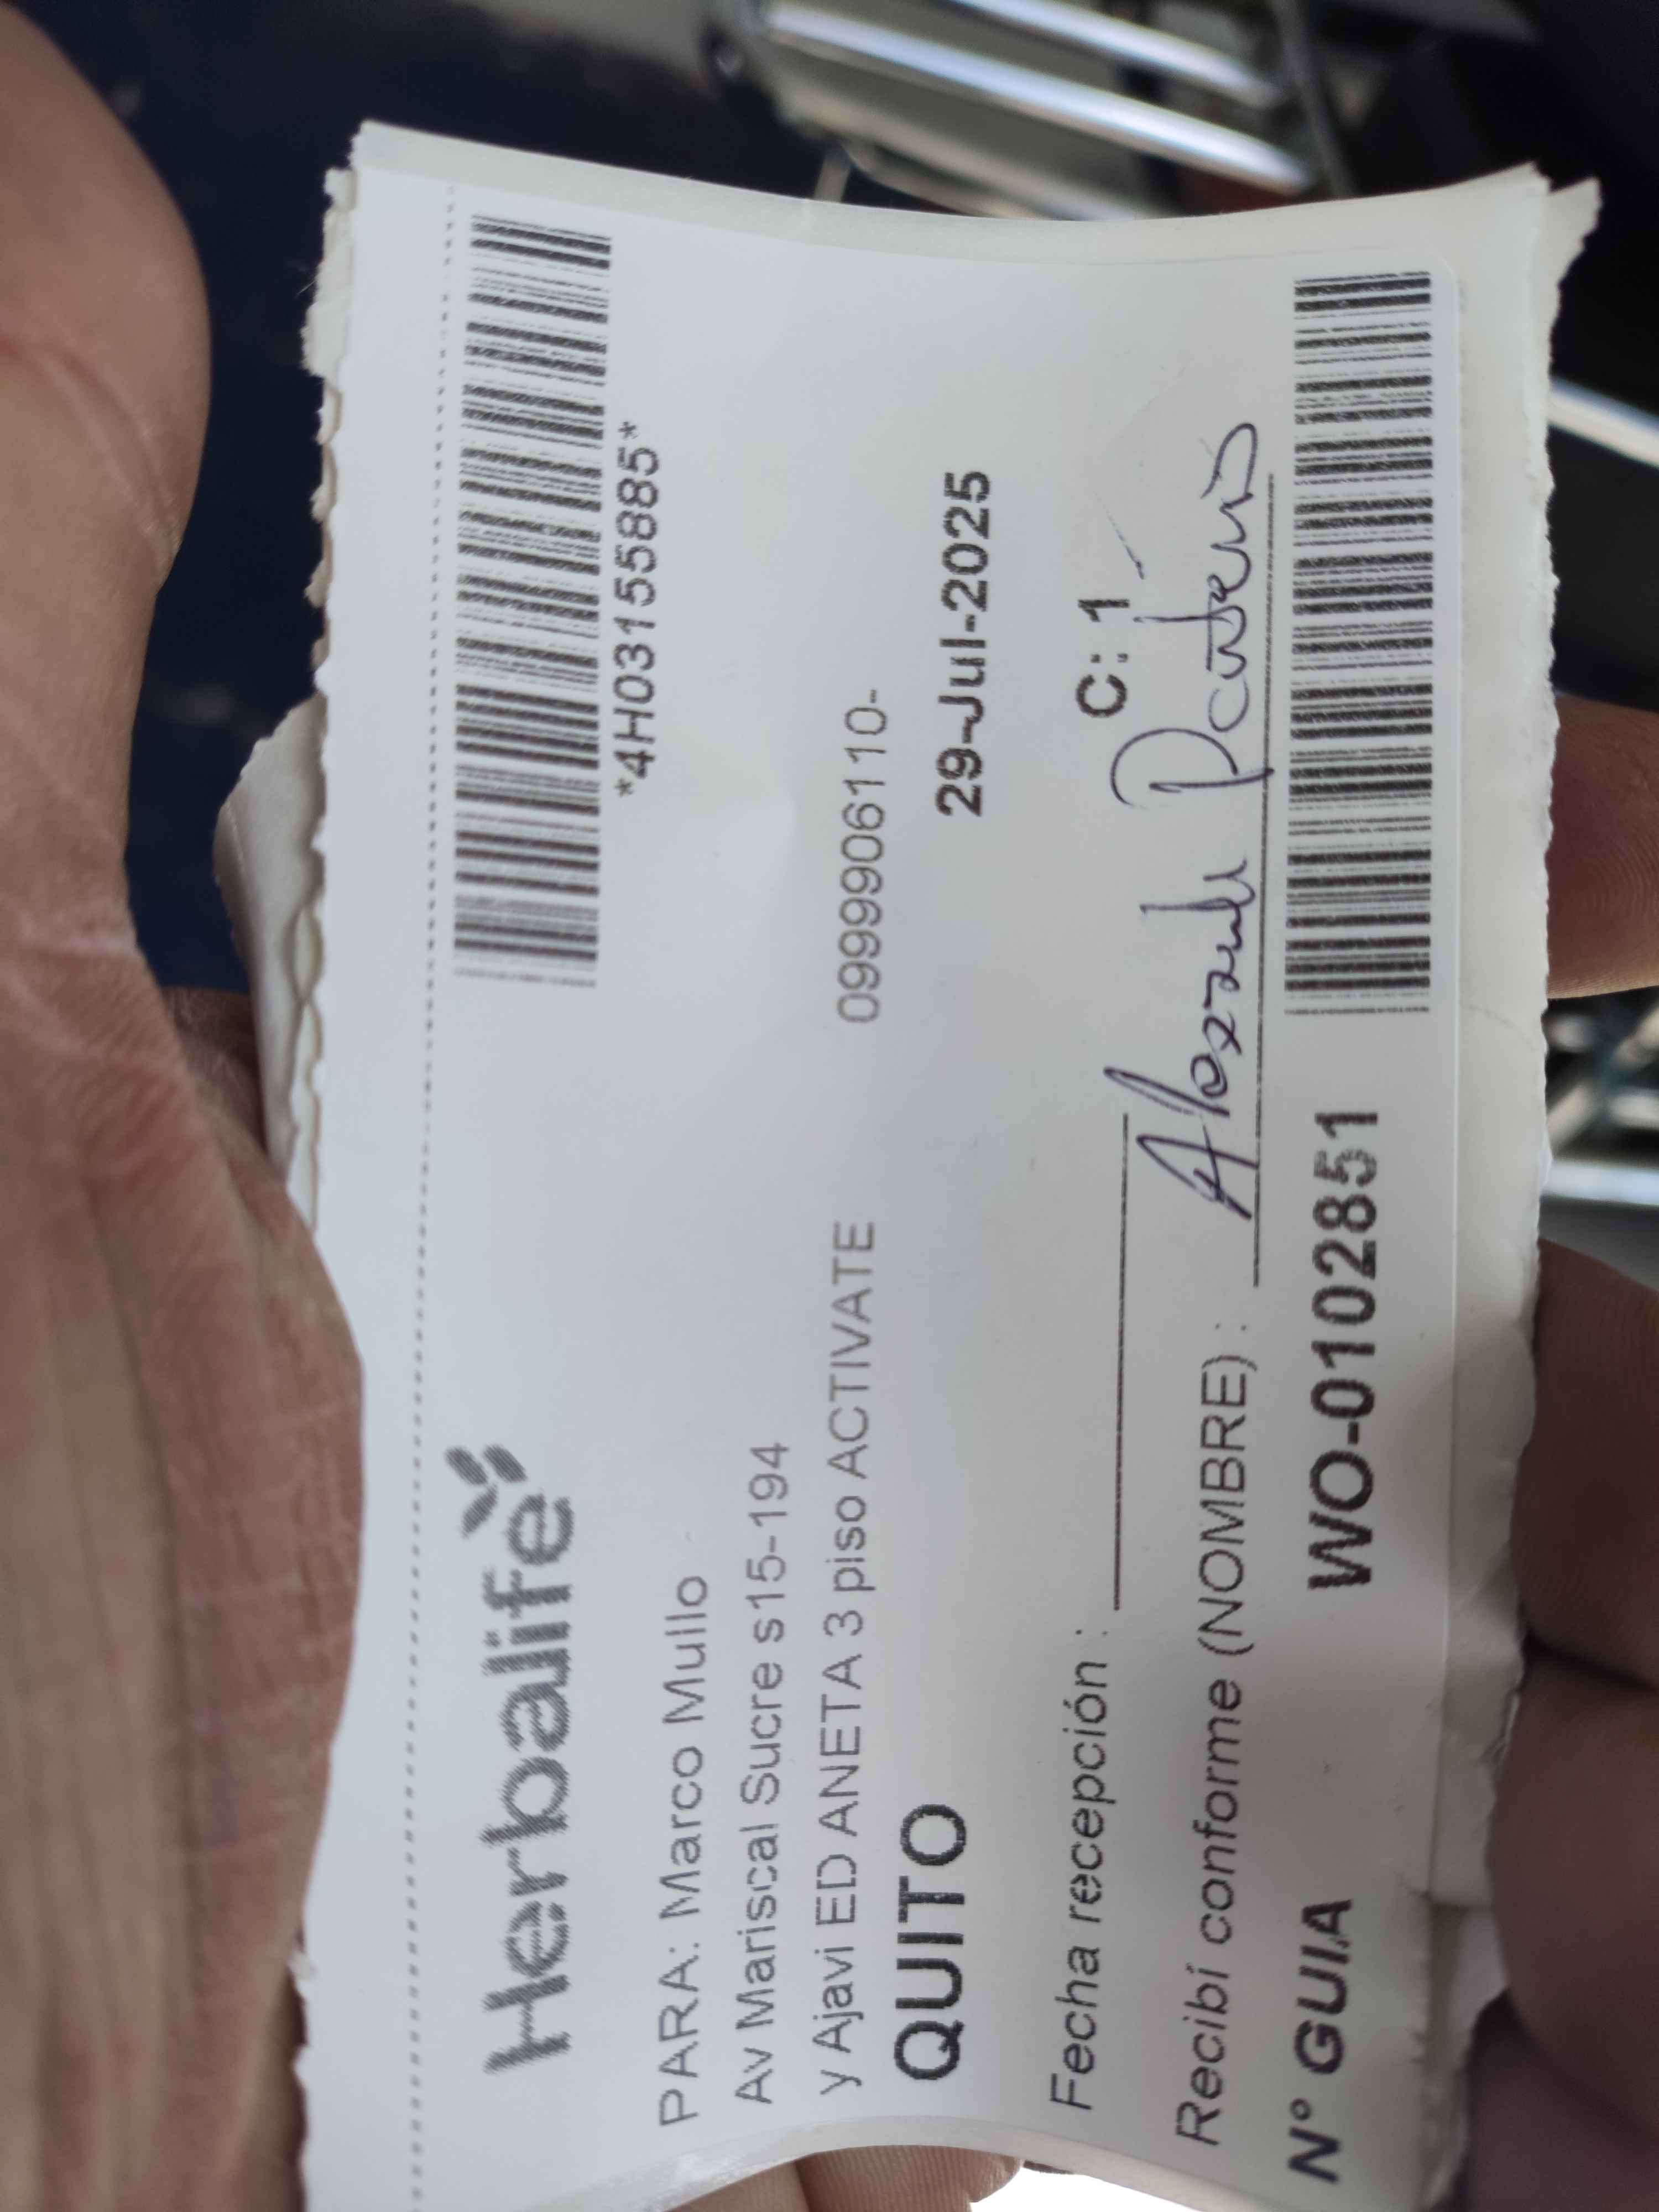 Herbalife
*4H03155885*
PARA: Marco Mullo
Av Mariscal Sucre s15-194
y Ajavi ED ANETA 3 piso ACTIVATE 0999906110-
QUITO 29-Jul-2025
Fecha recepción : C: 1
Recibí conforme (NOMBRE) :
N° GUIA WO-0102851